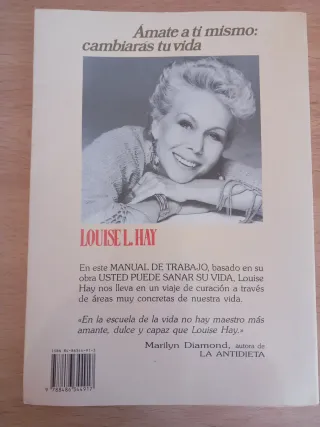 Ámate a ti mismo:
cambiarás tu vida
LOUISE L. HAY
En este MANUAL DE TRABAJO, basado en su
obra USTED PUEDE SANAR SU VIDA, Louise
Hay nos lleva en un viaje de curación a través
de áreas muy concretas de nuestra vida.
«En la escuela de la vida no hay maestro más
amante, dulce y capaz que Louise Hay.»
Marilyn Diamond, autora de
LA ANTIDIETA
9 788486 344917